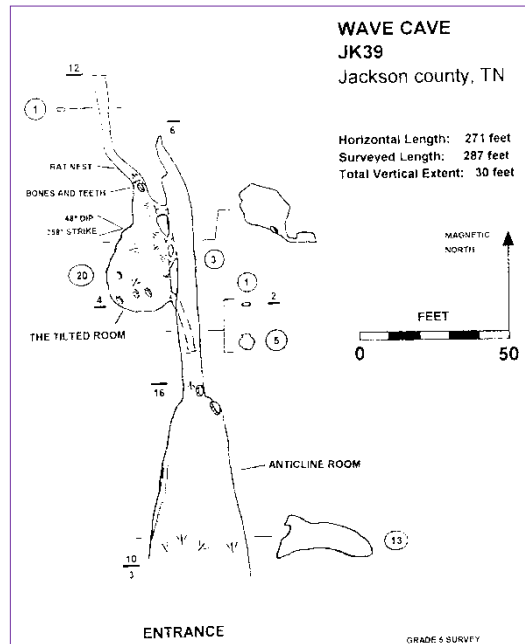 WAVE CAVE
JK39
Jackson county, TN
Horizontal Length: 271 feet
Surveyed Length: 287 feet
Total Vertical Extent: 30 feet
MAGNETIC
NORTH
FEET
0 50
12
1
6
RAT NEST
BONES AND TEETH
48° DIP
STRIKE
20
3
4
1
2
5
THE TILTED ROOM
16
ANTICLINE ROOM
13
10
3
ENTRANCE
GRADE 5 SURVEY